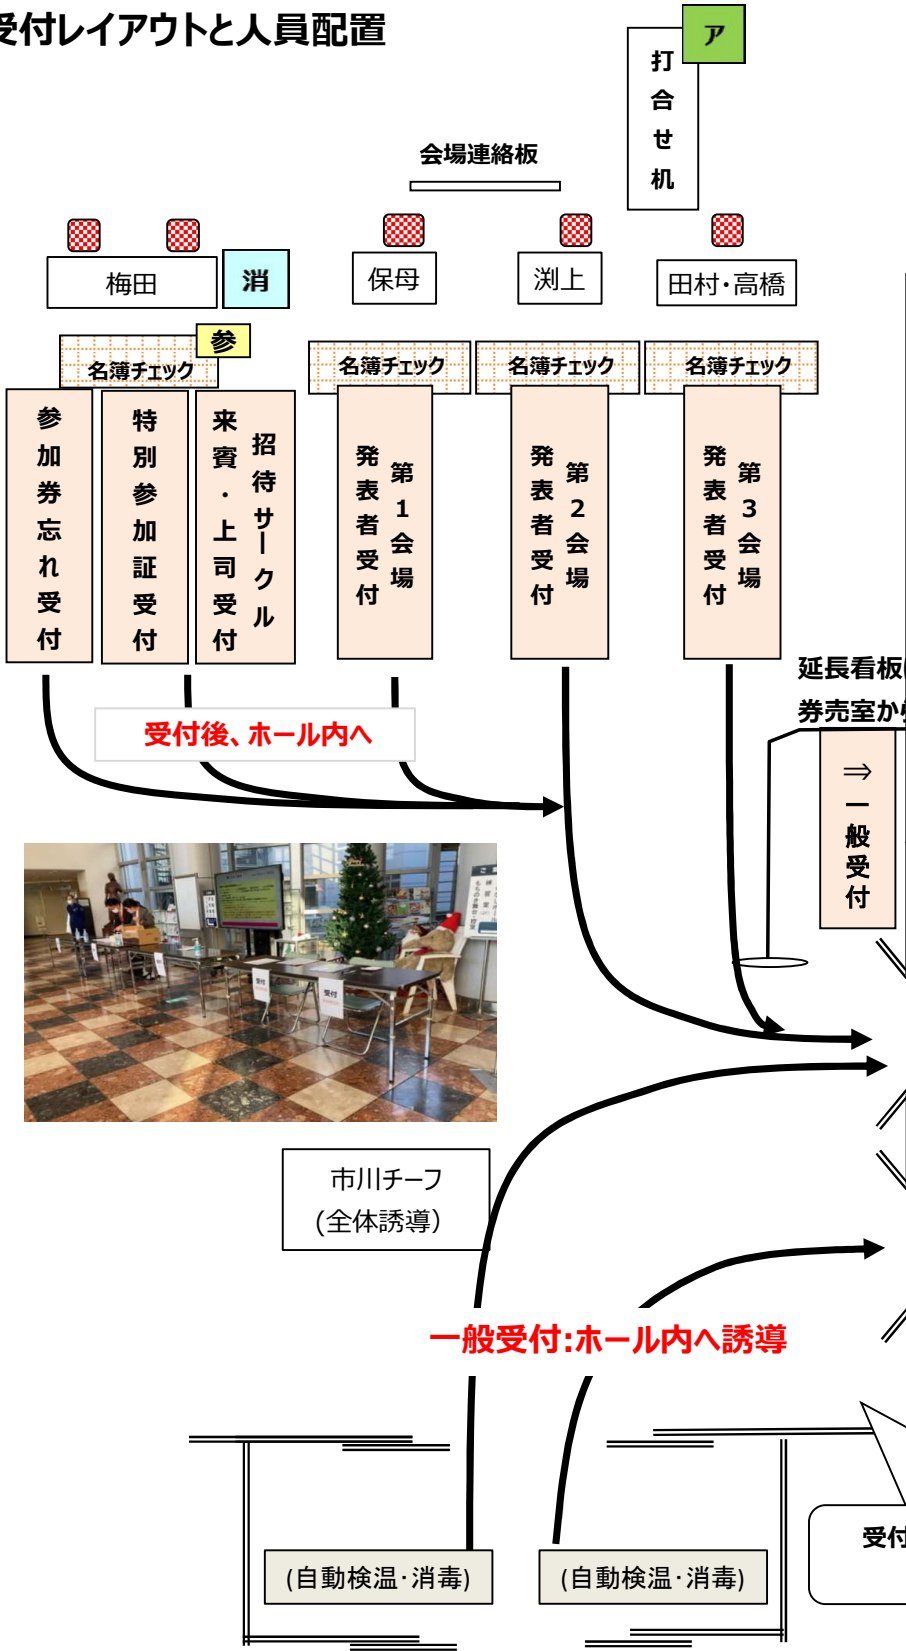 受付レイアウトと人員配置
ア
打合せ机
会場連絡板
梅田
消
保母
渕上
田村・高橋
参
名簿チェック
名簿チェック
名簿チェック
名簿チェック
参加券忘れ受付
特別参加証受付
招待サークル
来賓・上司受付
第1会場
発表者受付
第2会場
発表者受付
第3会場
発表者受付
延長看板
券売室か
受付後、ホール内へ
⇒一般受付
受付
受付
市川チーフ
(全体誘導)
一般受付:ホール内へ誘導
(自動検温・消毒)
(自動検温・消毒)
受付